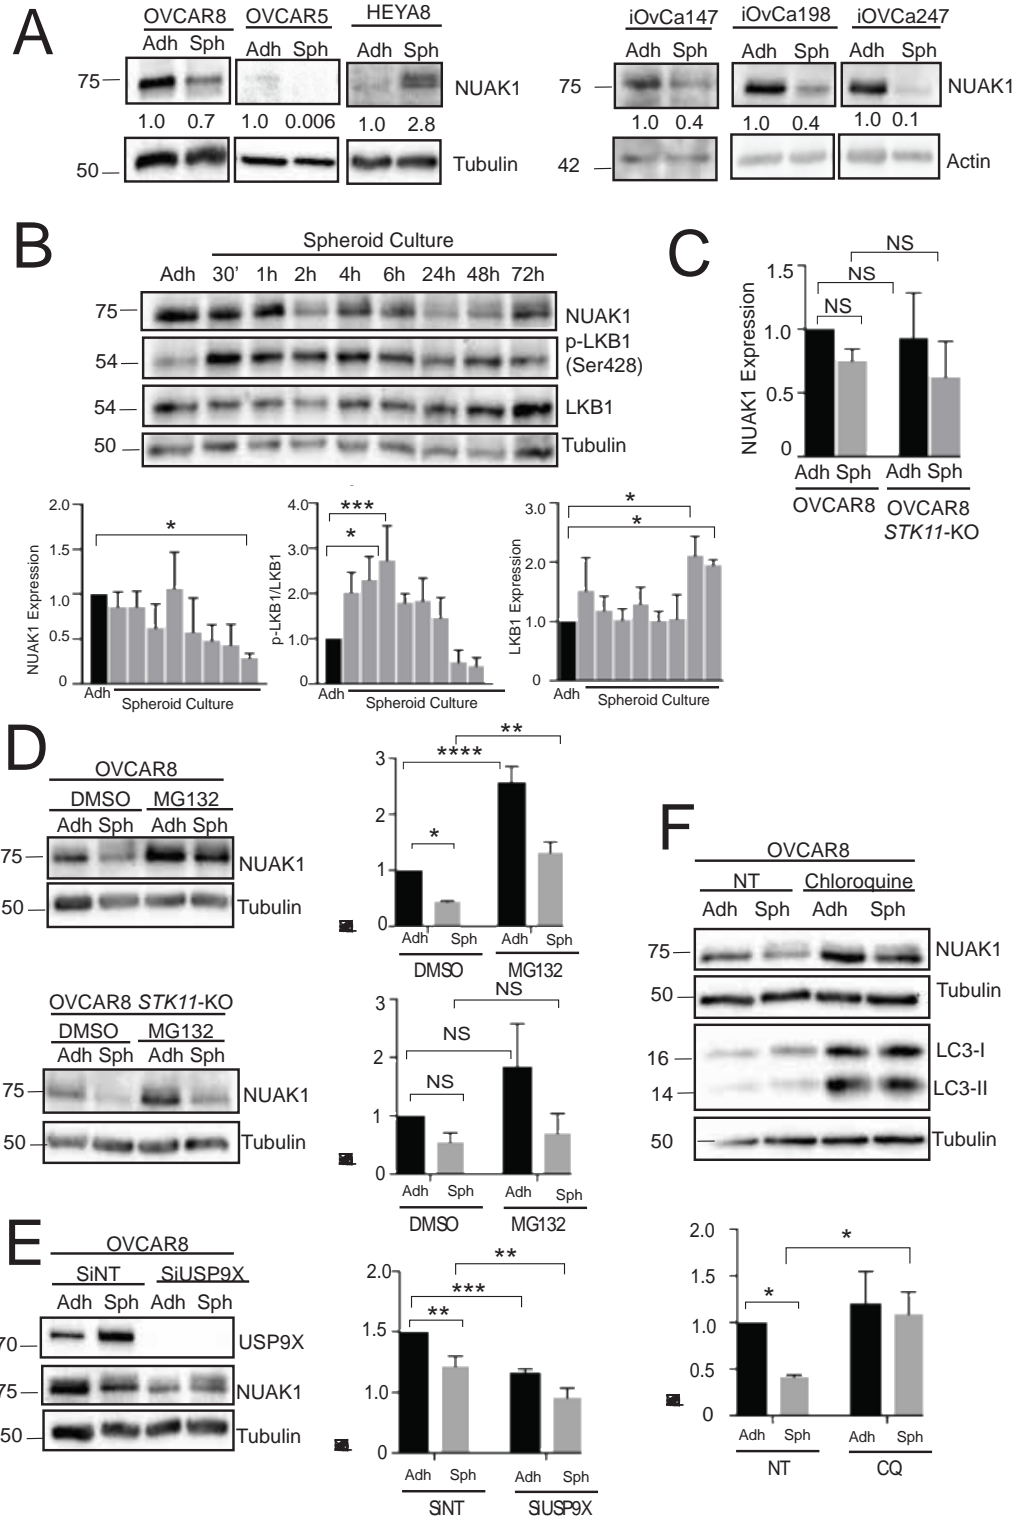 A
OVCAR8 OVCAR5 HEYA8
Adh Sph Adh Sph Adh Sph
75 NUAK1
1.0 0.7 1.0 0.006 1.0 2.8
50 Tubulin
iOvCa147 iOvCa198 iOVCa247
Adh Sph Adh Sph Adh Sph
75 NUAK1
1.0 0.4 1.0 0.4 1.0 0.1
42 Actin
B
Spheroid Culture
Adh 30' 1h 2h 4h 6h 24h 48h 72h
75 NUAK1
54 p-LKB1
(Ser428)
54 LKB1
50 Tubulin
NUAK1 Expression
2.0
1.5
1.0
0.5
0
*
Adh
Spheroid Culture
p-LKB1/LKB1
4.0
3.0
2.0
1.0
0
***
*
Adh
Spheroid Culture
LKB1 Expression
3.0
2.0
1.0
0
*
*
Adh
Spheroid Culture
C
NUAK1 Expression
1.5
1.0
0.5
0
NS
NS
NS
Adh Sph Adh Sph
OVCAR8 OVCAR8
STK11-KO
D
OVCAR8
DMSO MG132
Adh Sph Adh Sph
75 NUAK1
50 Tubulin
3
2
1
0
**
****
*
Adh Sph Adh Sph
DMSO MG132
OVCAR8 STK11-KO
DMSO MG132
Adh Sph Adh Sph
75 NUAK1
50 Tubulin
3
2
1
0
NS
NS
NS
Adh Sph Adh Sph
DMSO MG132
E
OVCAR8
SiNT SiUSP9X
Adh Sph Adh Sph
70 USP9X
75 NUAK1
50 Tubulin
2.0
1.5
1.0
0
**
***
**
Adh Sph Adh Sph
SiNT SiUSP9X
F
OVCAR8
NT Chloroquine
Adh Sph Adh Sph
75 NUAK1
50 Tubulin
16 LC3-I
14 LC3-II
50 Tubulin
2.0
1.5
1.0
0.5
0
*
*
Adh Sph Adh Sph
NT CQ